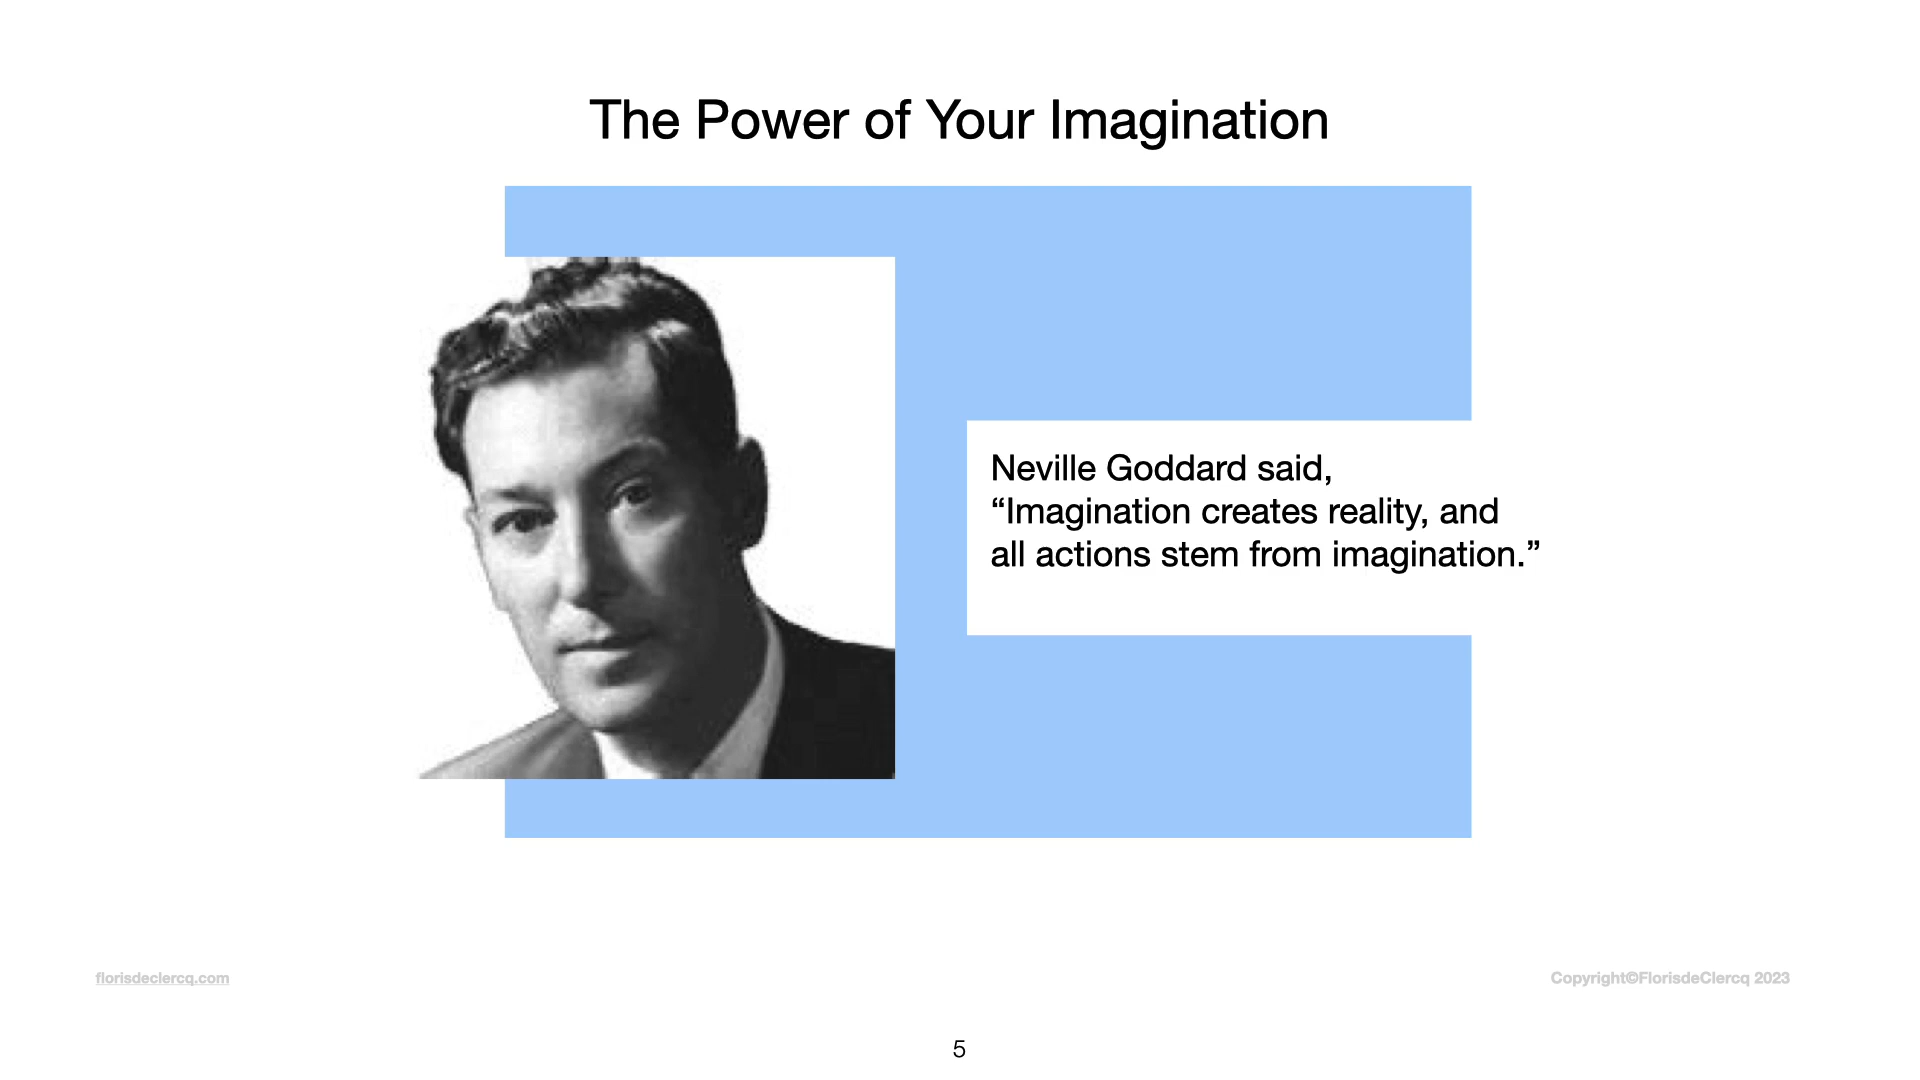 The Power of Your Imagination
Neville Goddard said,
“Imagination creates reality, and
all actions stem from imagination.”
florisdeclercq.com
Copyright©FlorisdeClercq 2023
5